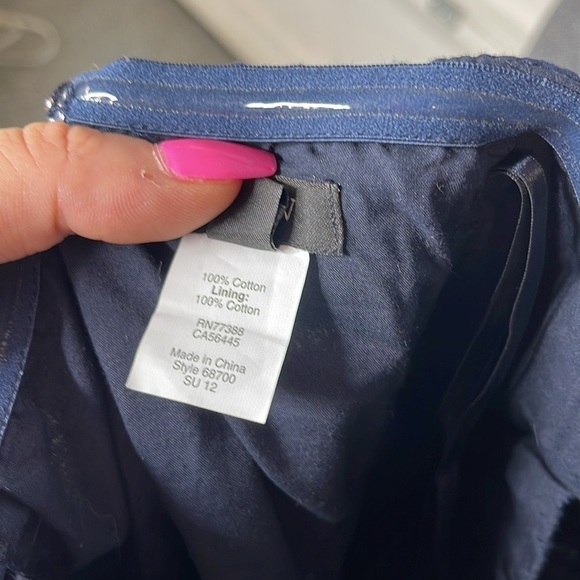 100% Cotton
Lining:
100% Cotton
RN77388
CA56445
Made in China
Style 68700
SU 12